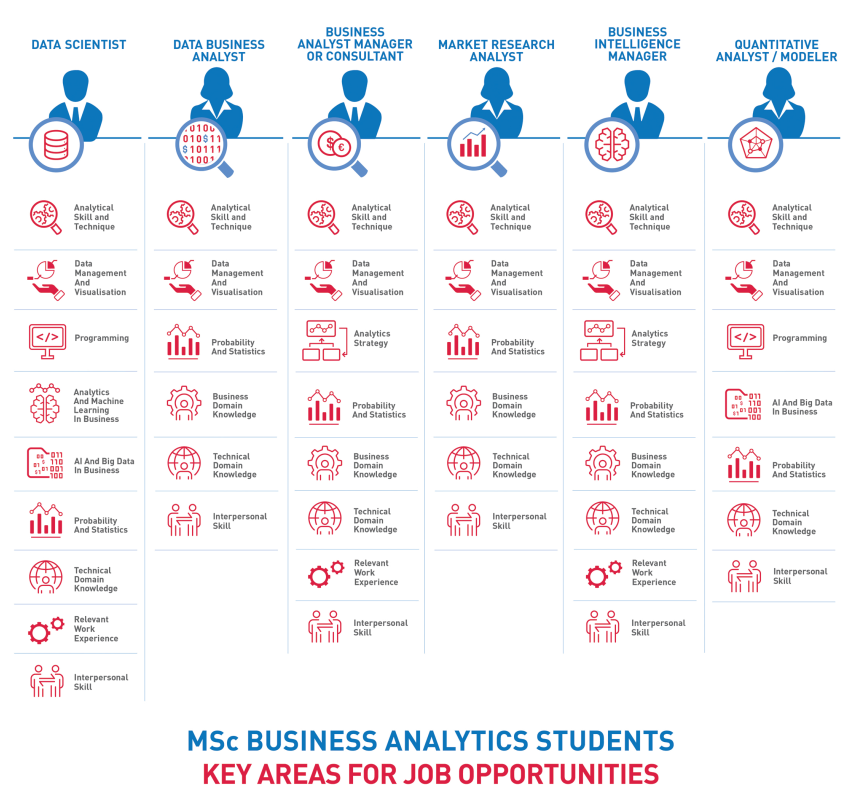 DATA SCIENTIST
DATA BUSINESS
ANALYST
BUSINESS
ANALYST MANAGER
OR CONSULTANT
MARKET RESEARCH
ANALYST
BUSINESS
INTELLIGENCE
MANAGER
QUANTITATIVE
ANALYST / MODELER
Analytical
Skill and
Technique
Data
Management
And
Visualisation
Programming
Analytics
And Machine
Learning
In Business
AI And Big Data
In Business
Probability
And Statistics
Technical
Domain
Knowledge
Relevant
Work
Experience
Interpersonal
Skill
Analytical
Skill and
Technique
Data
Management
And
Visualisation
Probability
And Statistics
Business
Domain
Knowledge
Technical
Domain
Knowledge
Interpersonal
Skill
Analytical
Skill and
Technique
Data
Management
And
Visualisation
Analytics
Strategy
Probability
And Statistics
Business
Domain
Knowledge
Technical
Domain
Knowledge
Relevant
Work
Experience
Interpersonal
Skill
Analytical
Skill and
Technique
Data
Management
And
Visualisation
Probability
And Statistics
Business
Domain
Knowledge
Technical
Domain
Knowledge
Interpersonal
Skill
Analytical
Skill and
Technique
Data
Management
And
Visualisation
Analytics
Strategy
Probability
And Statistics
Business
Domain
Knowledge
Technical
Domain
Knowledge
Relevant
Work
Experience
Interpersonal
Skill
Analytical
Skill and
Technique
Data
Management
And
Visualisation
Programming
AI And Big Data
In Business
Probability
And Statistics
Technical
Domain
Knowledge
Interpersonal
Skill
MSc BUSINESS ANALYTICS STUDENTS
KEY AREAS FOR JOB OPPORTUNITIES